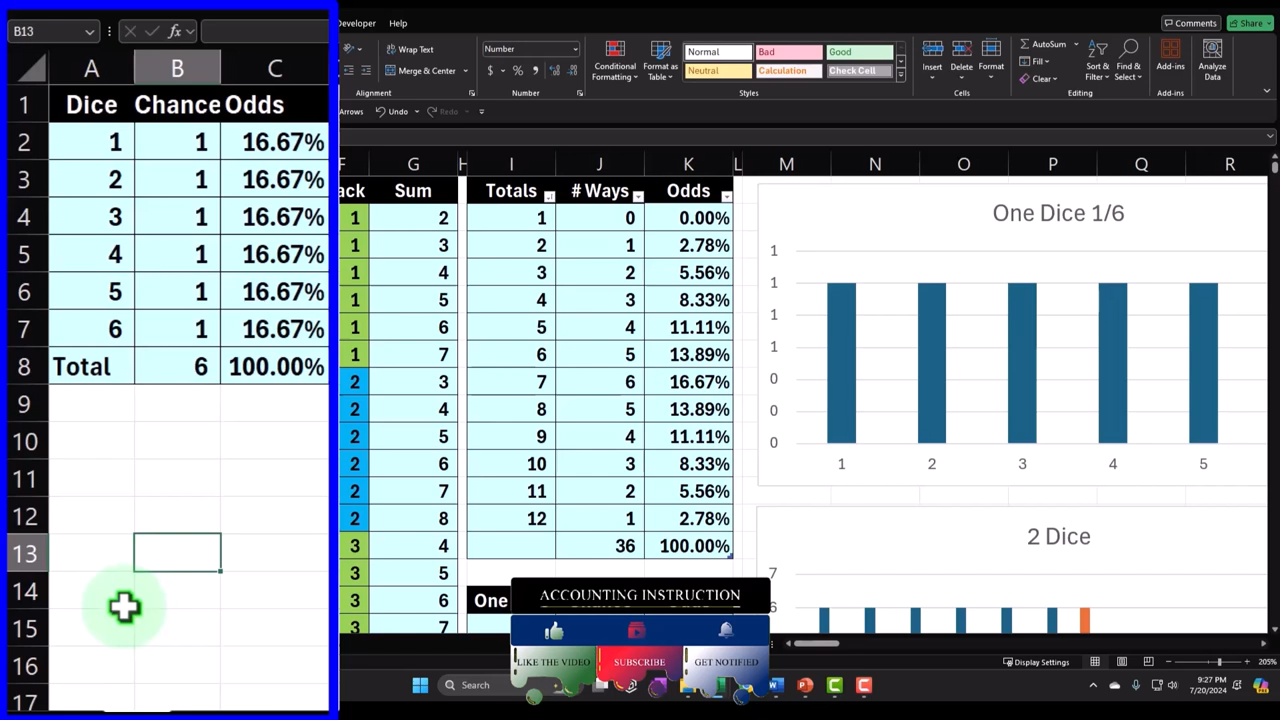 B13
fx
A B C
1 Dice Chance Odds
2 1 1 16.67%
3 2 1 16.67%
4 3 1 16.67%
5 4 1 16.67%
6 5 1 16.67%
7 6 1 16.67%
8 Total 6 100.00%
9
10
11
12
13
14
15
16
17
Developer Help
Comments
Share
Wrap Text
Merge & Center
Alignment
Number
$ %
Number
Conditional Formatting
Format as Table
Normal Bad Good
Neutral Calculation Check Cell
Styles
Insert Delete Format
Cells
AutoSum
Fill
Clear
Sort & Filter
Find & Select
Editing
Add-ins
Add-ins
Analyze Data
Arrows Undo Redo
F G H I J K L M N O P Q R
ack Sum Totals # Ways Odds
1 2 1 0 0.00%
1 3 2 1 2.78%
1 4 3 2 5.56%
1 5 4 3 8.33%
1 6 5 4 11.11%
1 7 6 5 13.89%
2 3 7 6 16.67%
2 4 8 5 13.89%
2 5 9 4 11.11%
2 6 10 3 8.33%
2 7 11 2 5.56%
2 8 12 1 2.78%
3 4 36 100.00%
3 5
3 6 One
3 7
One Dice 1/6
1
1
1
1
0
0
0
1 2 3 4 5
2 Dice
7
6
ACCOUNTING INSTRUCTION
LIKE THE VIDEO SUBSCRIBE GET NOTIFIED
Display Settings
205%
Search
9:27 PM
7/20/2024